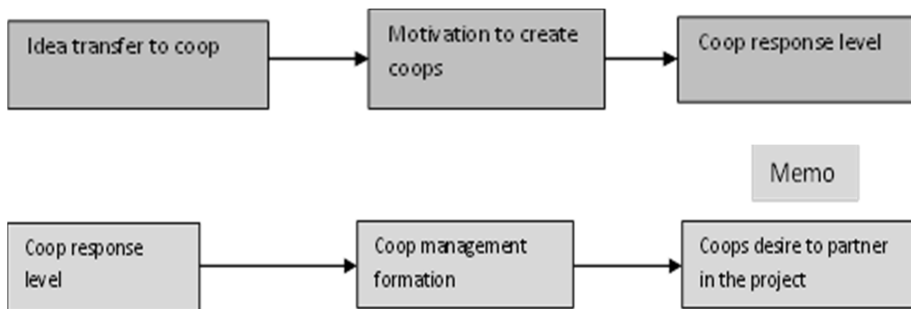 Idea transfer to coop
Motivation to create
coops
Coop response level
Memo
Coop response
level
Coop management
formation
Coops desire to partner
in the project